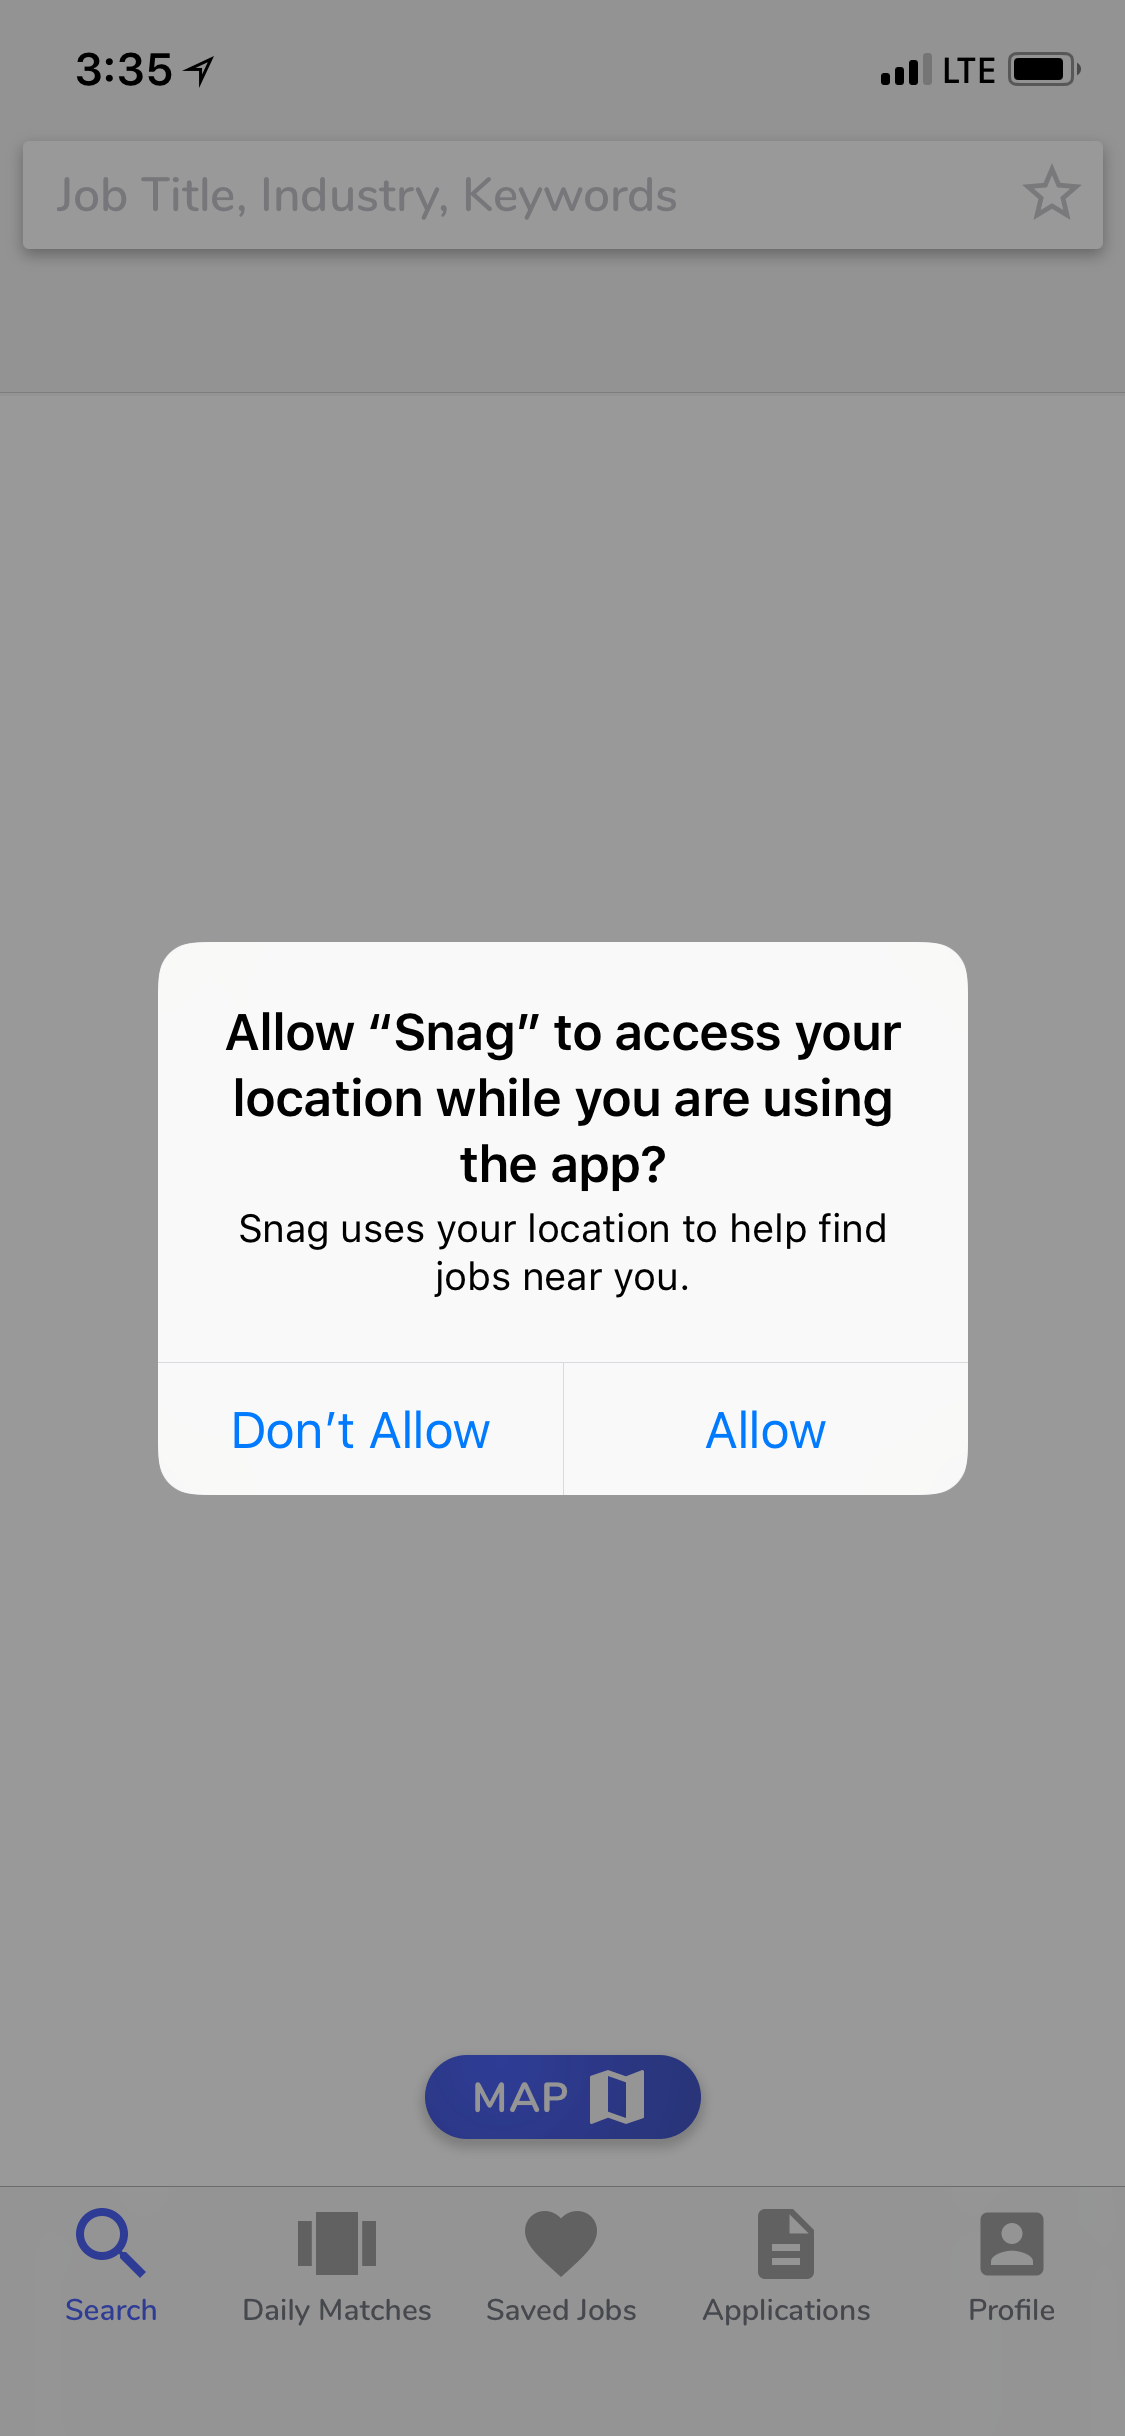 3:35
LTE
Job Title, Industry, Keywords
Allow “Snag” to access your
location while you are using
the app?
Snag uses your location to help find
jobs near you.
Don’t Allow
Allow
MAP
Search
Daily Matches
Saved Jobs
Applications
Profile